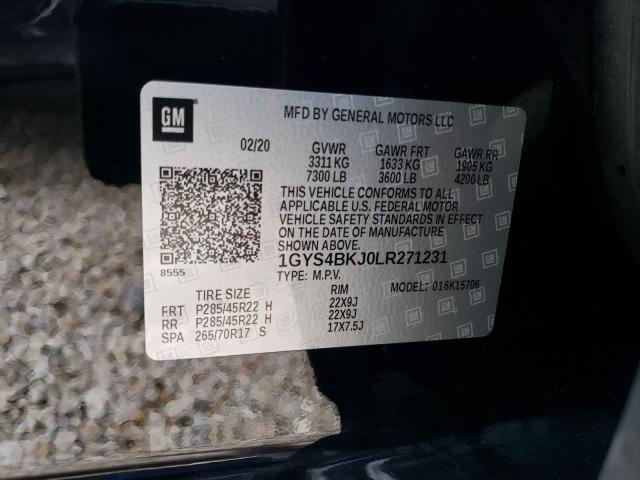 GM
MFD BY GENERAL MOTORS LLC
02/20 GVWR GAWR FRT GAWR RR
3311 KG 1633 KG 1905 KG
7300 LB 3600 LB 4200 LB
THIS VEHICLE CONFORMS TO ALL
APPLICABLE U.S. FEDERAL MOTOR
VEHICLE SAFETY STANDARDS IN EFFECT
ON THE DATE OF MANUFACTURE
SHOWN ABOVE.
8555
1GYS4BKJ0LR271231
TYPE: M.P.V. MODEL: 016K15706
TIRE SIZE RIM
FRT P285/45R22 H 22X9J
RR P285/45R22 H 22X9J
SPA 265/70R17 S 17X7.5J